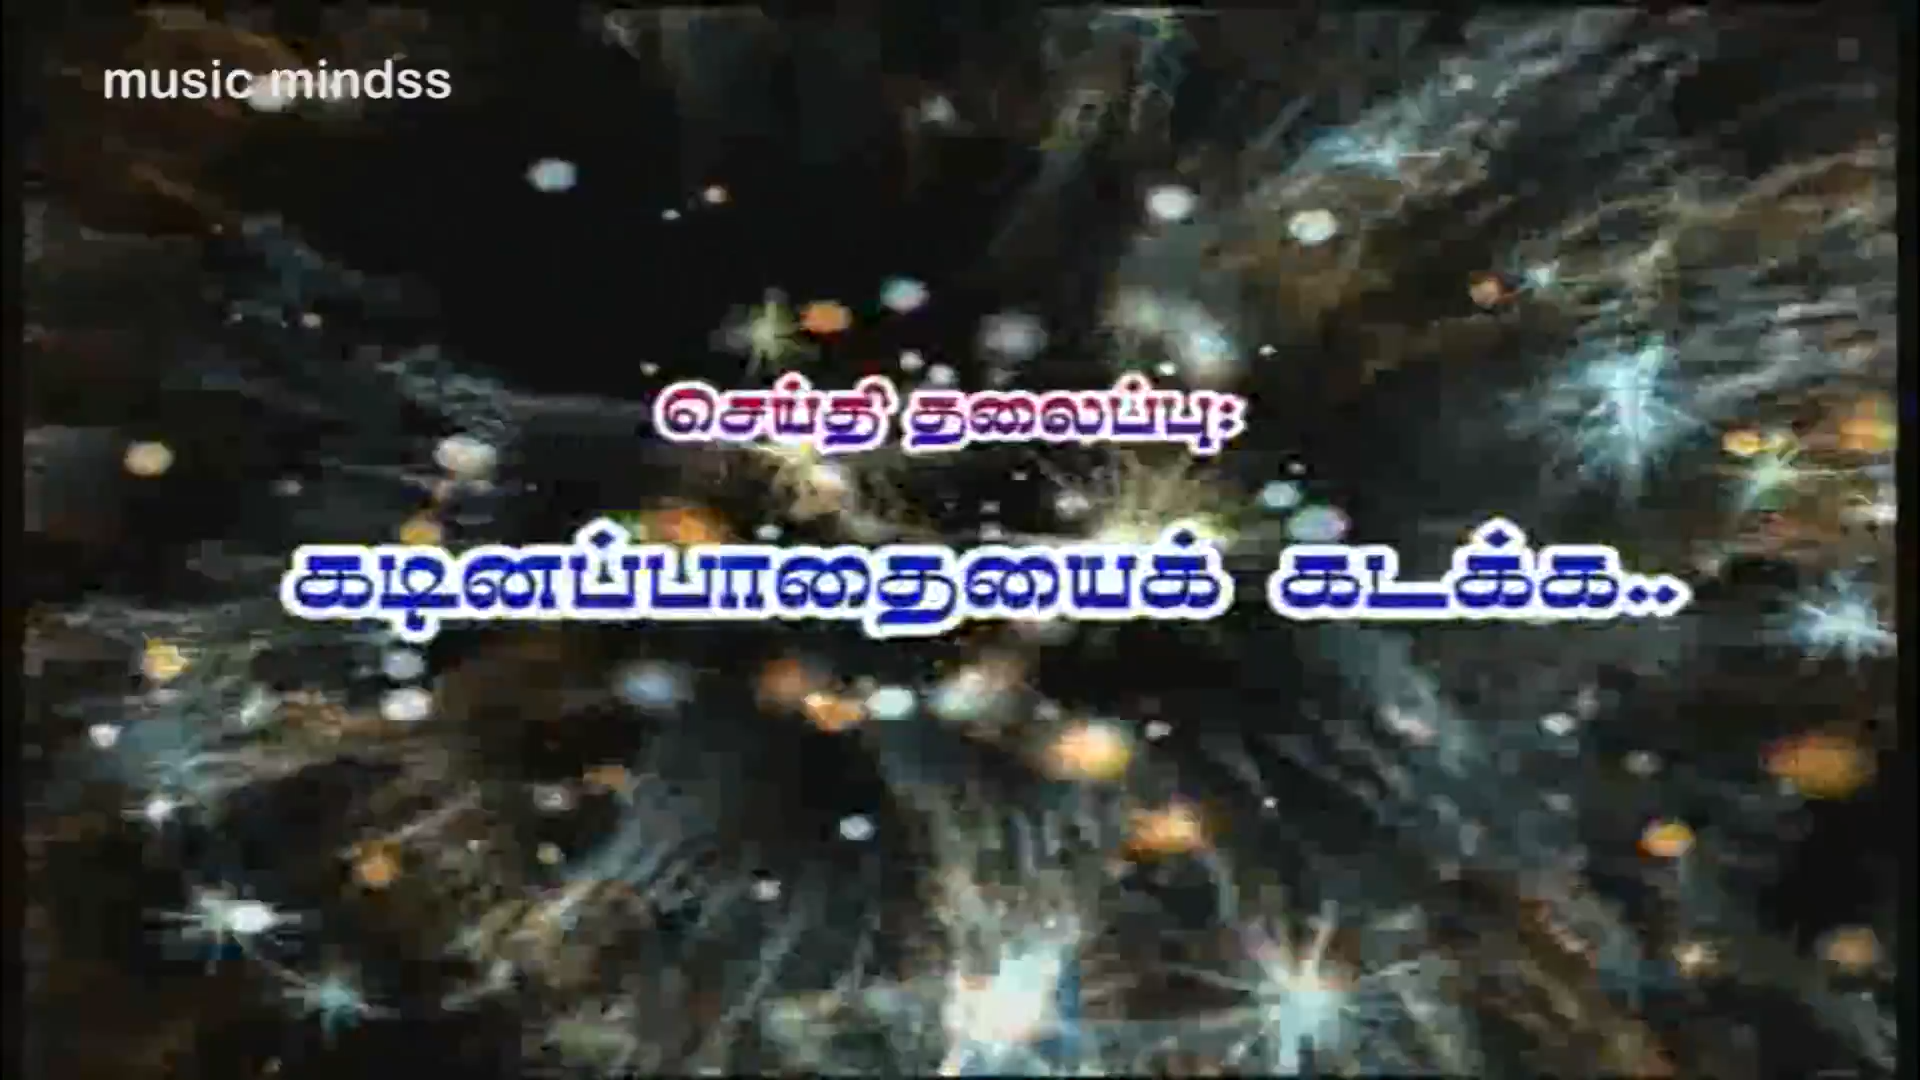 music mindss
செய்தி தலைப்பு:
கடினப்பாதையைக் கடக்க..